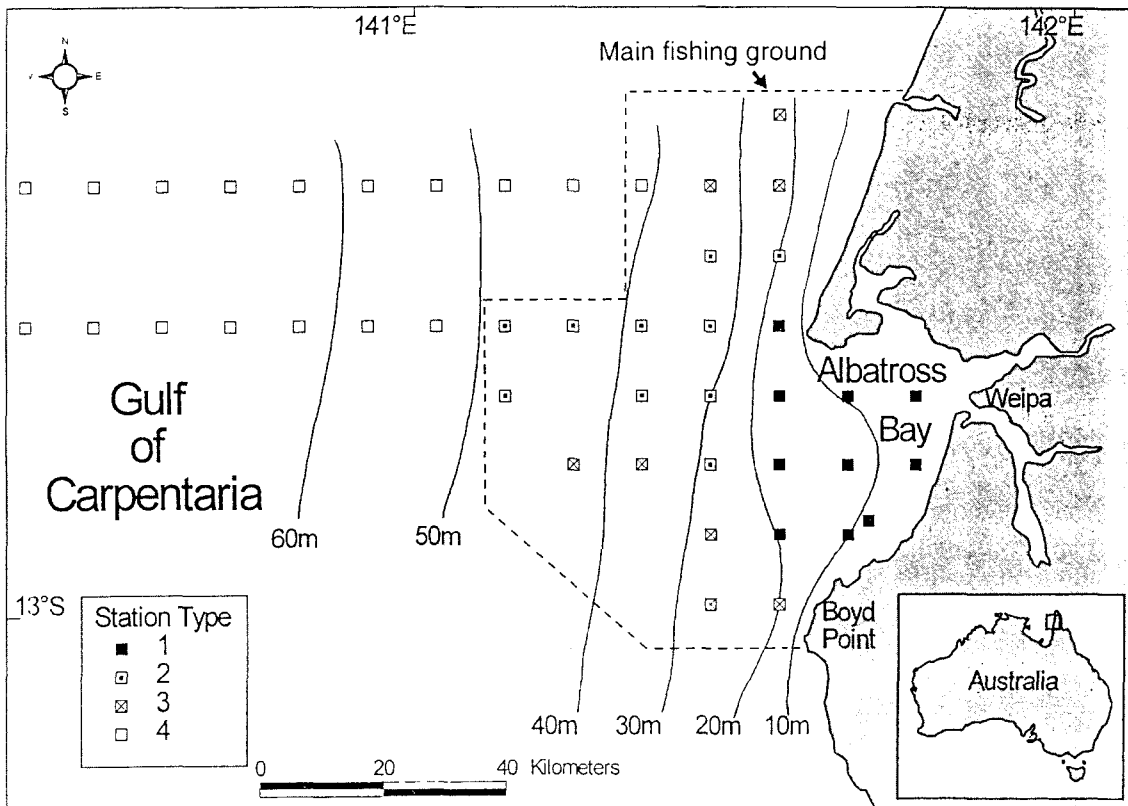 141°E
142°E
N
E
S
Main fishing ground
Albatross
Bay
Weipa
Gulf
of
Carpentaria
60m
50m
13°S
Boyd
Point
Station Type
1
2
3
4
40m
30m
20m
10m
Australia
0
20
40
Kilometers